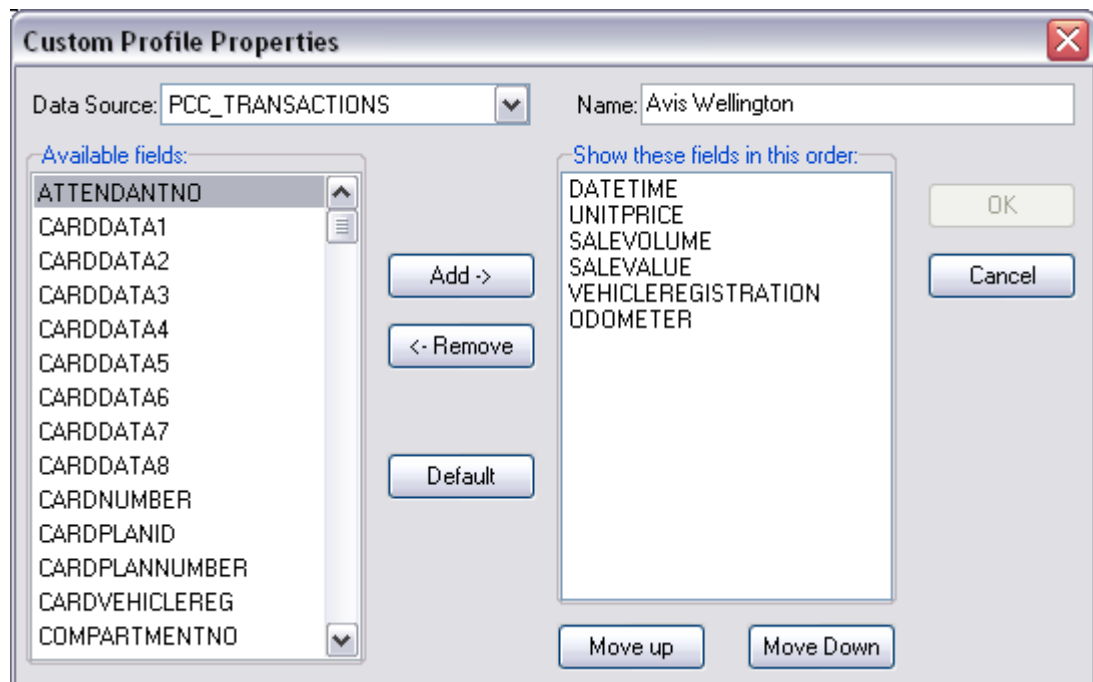 Custom Profile Properties
Data Source: PCC_TRANSACTIONS
Name: Avis Wellington
Available fields:
ATTENDANTNO
CARDDATA1
CARDDATA2
CARDDATA3
CARDDATA4
CARDDATA5
CARDDATA6
CARDDATA7
CARDDATA8
CARDNUMBER
CARDPLANID
CARDPLANNUMBER
CARDVEHICLEREG
COMPARTMENTNO
Add ->
<- Remove
Default
Show these fields in this order:
DATETIME
UNITPRICE
SALEVOLUME
SALEVALUE
VEHICLEREGISTRATION
ODOMETER
Move up
Move Down
OK
Cancel